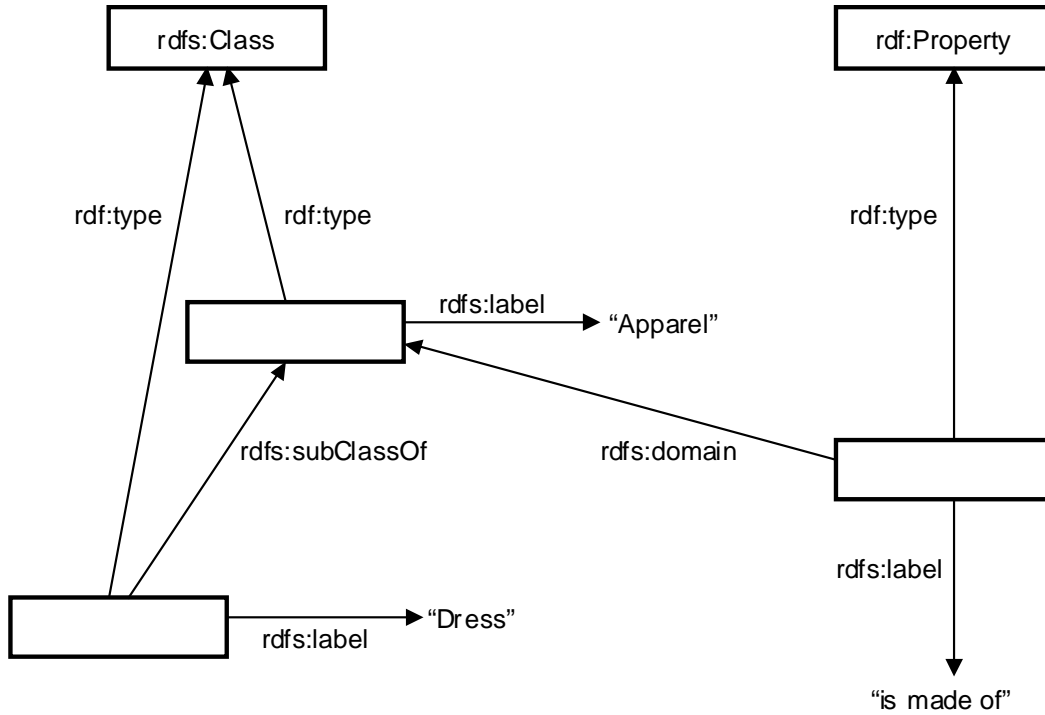 rdfs:Class
rdf:Property
rdf:type
rdf:type
rdf:type
rdfs:label
“Apparel”
rdfs:subClassOf
rdfs:domain
rdfs:label
“Dress”
rdfs:label
“is made of”